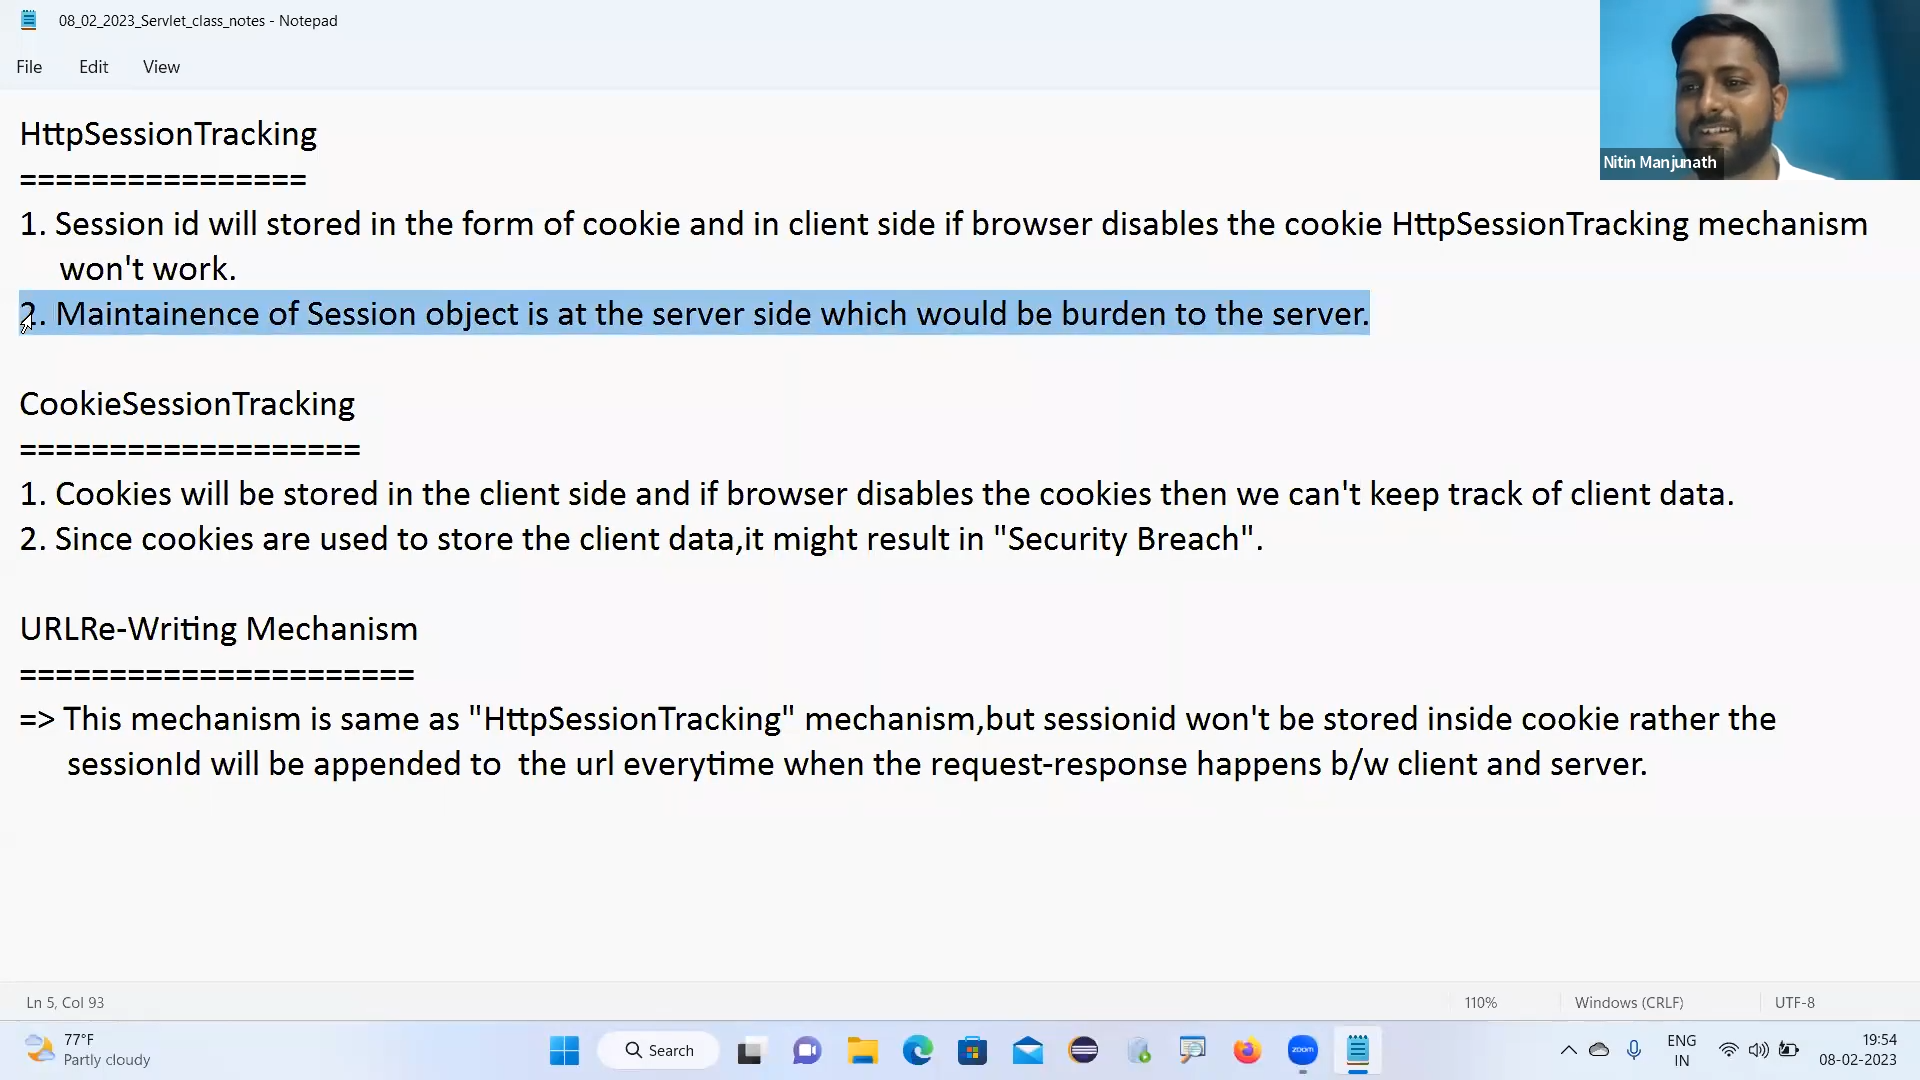 08_02_2023_Servlet_class_notes - Notepad
File Edit View
Nitin Manjunath
HttpSessionTracking
================
1. Session id will stored in the form of cookie and in client side if browser disables the cookie HttpSessionTracking mechanism
won't work.
2. Maintainence of Session object is at the server side which would be burden to the server.
CookieSessionTracking
===================
1. Cookies will be stored in the client side and if browser disables the cookies then we can't keep track of client data.
2. Since cookies are used to store the client data,it might result in "Security Breach".
URLRe-Writing Mechanism
======================
=> This mechanism is same as "HttpSessionTracking" mechanism,but sessionid won't be stored inside cookie rather the
sessionId will be appended to  the url everytime when the request-response happens b/w client and server.
Ln 5, Col 93 110% Windows (CRLF) UTF-8
77°F
Partly cloudy
Search
zoom
ENG
IN
19:54
08-02-2023